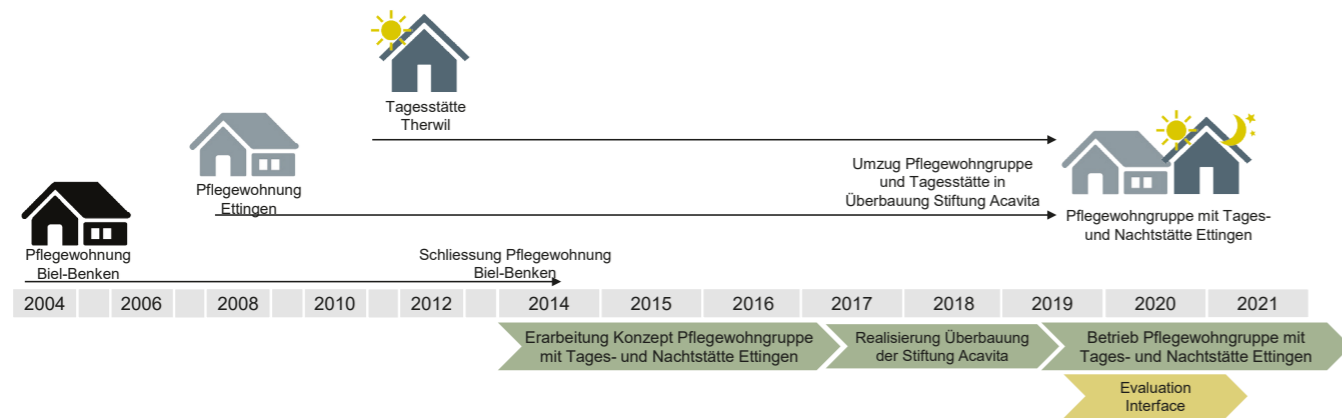 Tagesstätte
Therwil
Pflegewohnung
Ettingen
Umzug Pflegewohngruppe
und Tagesstätte in
Überbauung Stiftung Acavita
Pflegewohngruppe mit Tages-
und Nachtstätte Ettingen
Pflegewohnung
Biel-Benken
Schliessung Pflegewohnung
Biel-Benken
2004 2006 2008 2010 2012 2014 2015 2016 2017 2018 2019 2020 2021
Erarbeitung Konzept Pflegewohngruppe
mit Tages- und Nachtstätte Ettingen
Realisierung Überbauung
der Stiftung Acavita
Betrieb Pflegewohngruppe mit
Tages- und Nachtstätte Ettingen
Evaluation
Interface